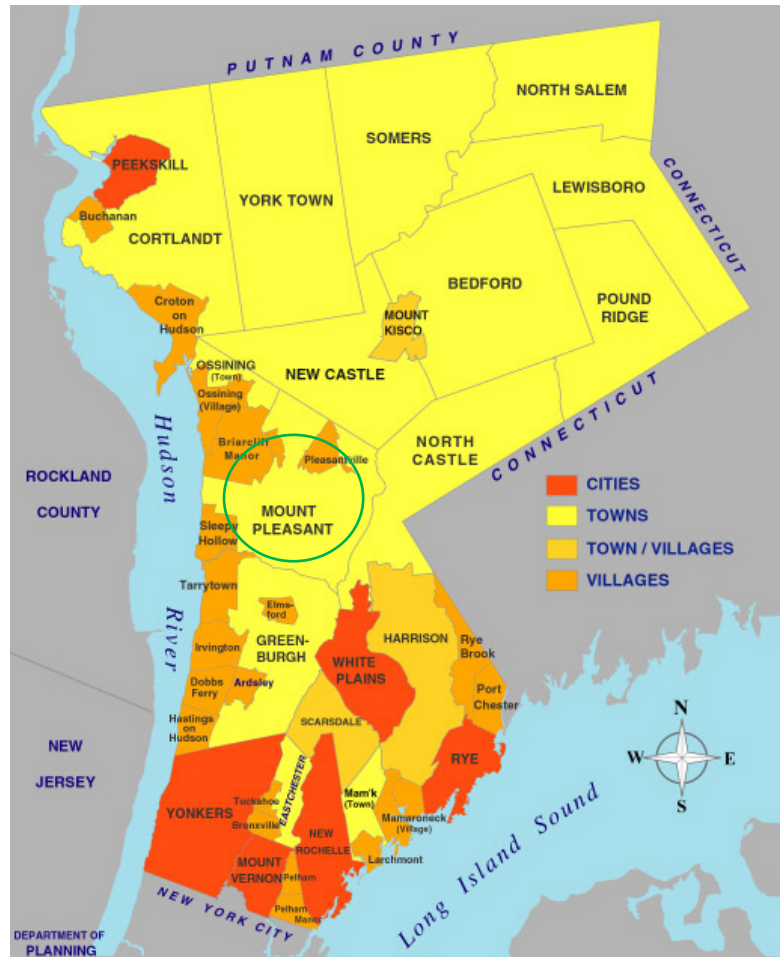 PUTNAM COUNTY
NORTH SALEM
SOMERS
PEEKSKILL
LEWISBORO
CONNECTICUT
YORK TOWN
Buchanan
CORTLANDT
BEDFORD
POUND
RIDGE
Croton
on
Hudson
MOUNT
KISCO
OSSINING
(Town)
NEW CASTLE
Ossining
(Village)
CONNECTICUT
Hudson
Briarcliff
Manor
Pleasantville
NORTH
CASTLE
ROCKLAND
COUNTY
CITIES
MOUNT
PLEASANT
TOWNS
Sleepy
Hollow
TOWN / VILLAGES
Tarrytown
VILLAGES
Elms-
ford
River
Irvington
GREEN-
BURGH
HARRISON
Rye
Brook
WHITE
PLAINS
Dobbs
Ferry
Ardsley
Port
Chester
Hastings
on
Hudson
SCARSDALE
N
NEW
JERSEY
W
E
S
RYE
EASTCHESTER
Mam'k
(Town)
YONKERS
Tuckahoe
Bronxville
Mamaroneck
(Village)
NEW
ROCHELLE
Larchmont
MOUNT
VERNON
Pelham
Long Island Sound
NEW YORK CITY
Pelham
Manor
DEPARTMENT OF
PLANNING